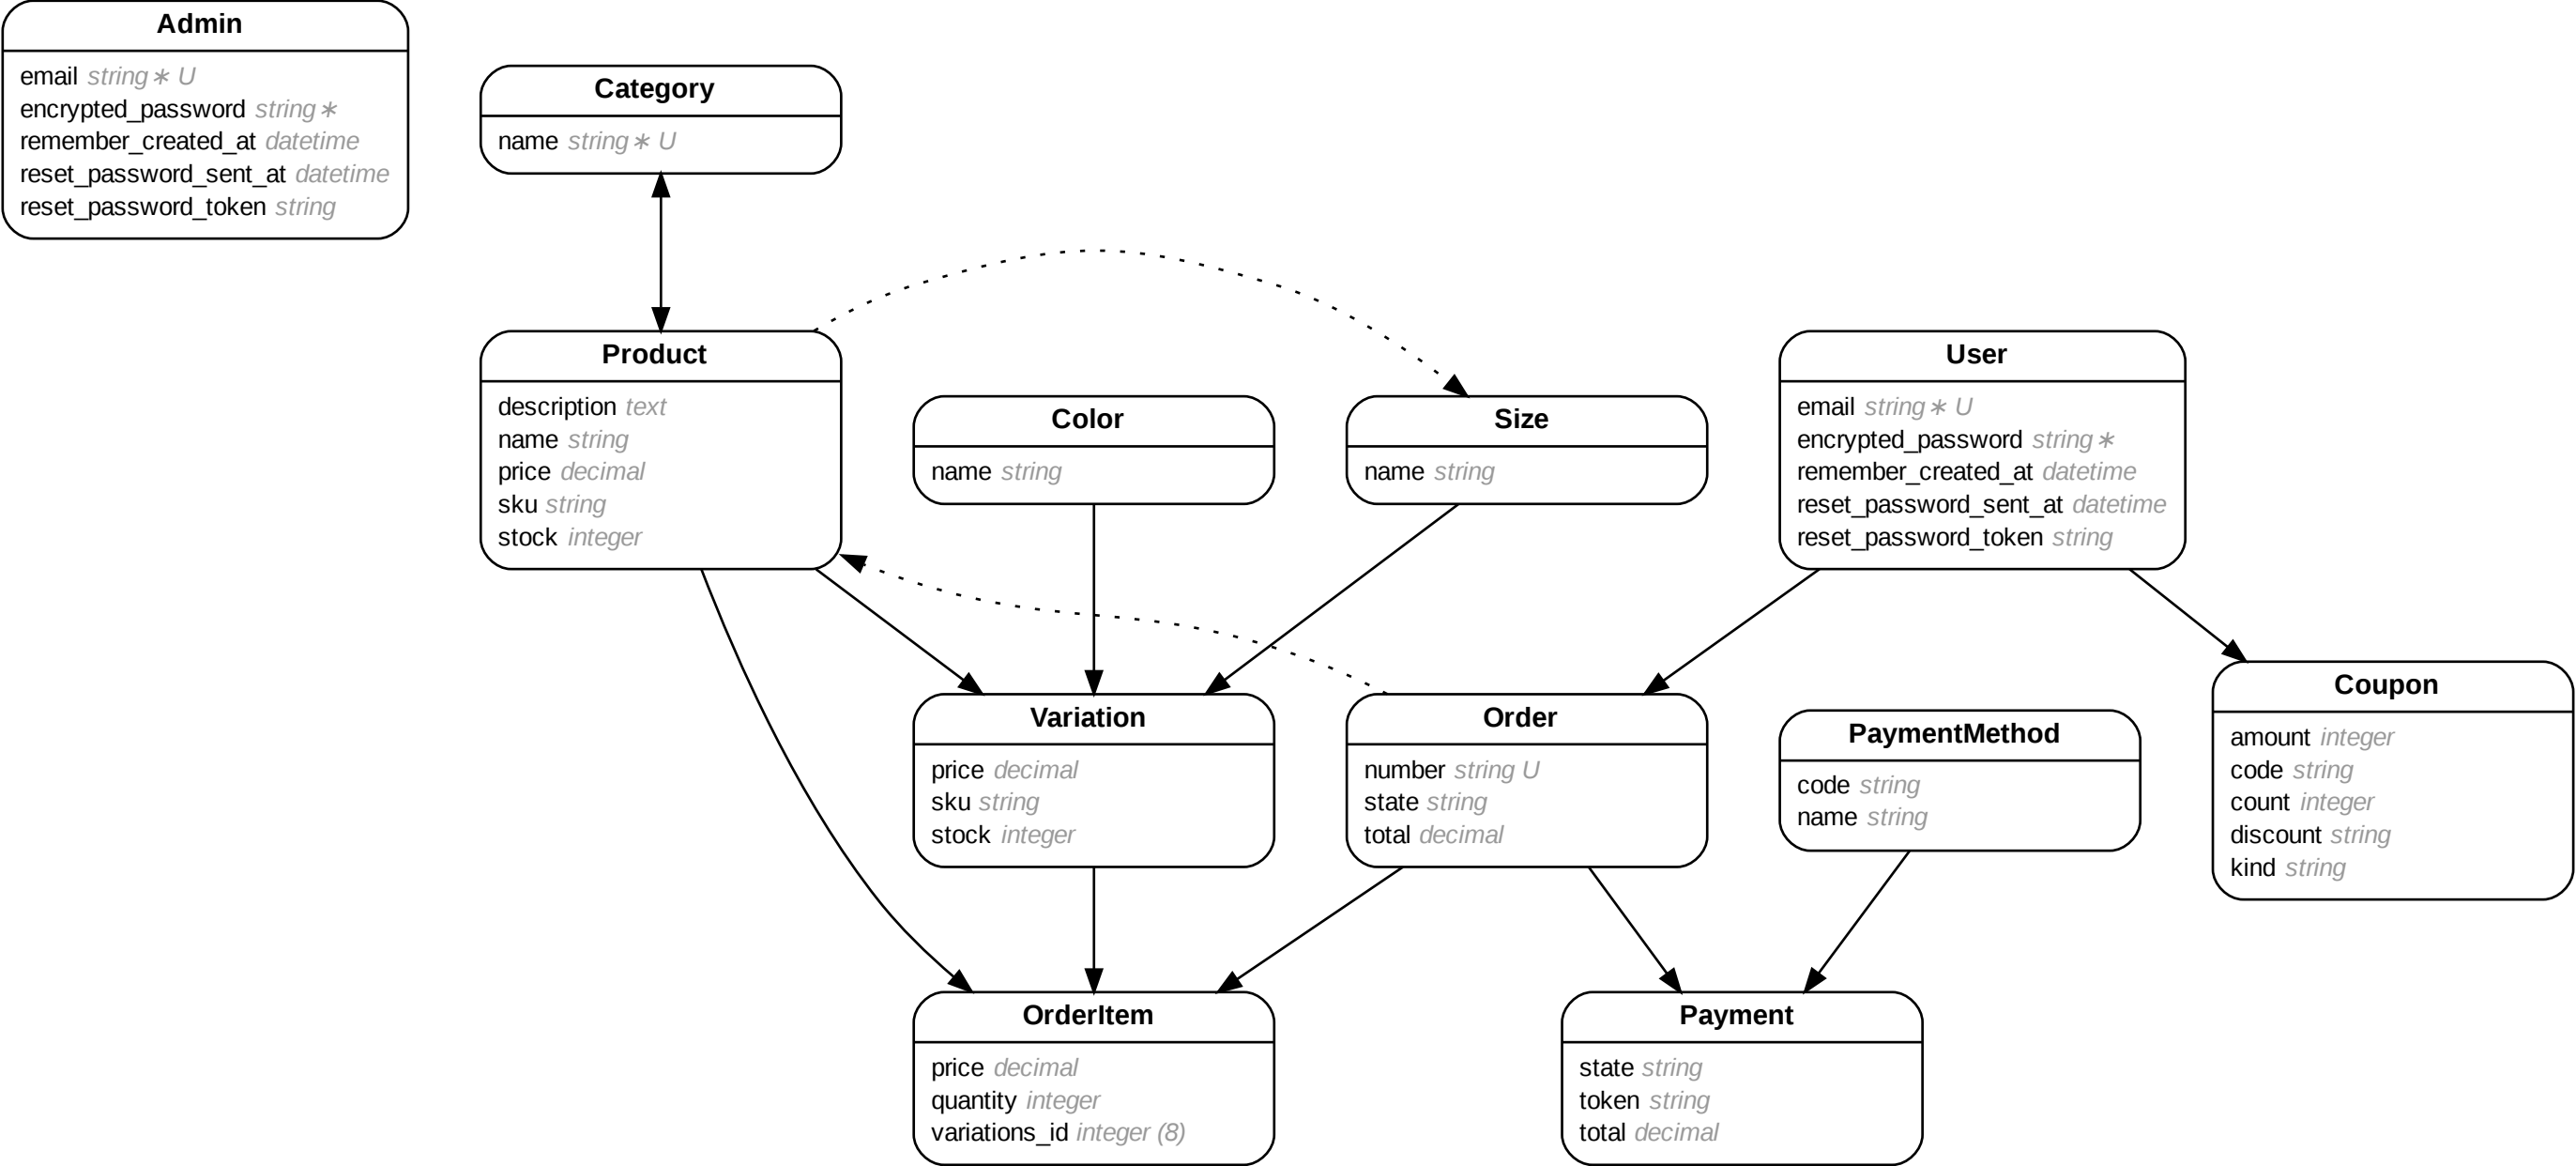 Admin
email string∗ U
encrypted_password string∗
remember_created_at datetime
reset_password_sent_at datetime
reset_password_token string
Category
name string∗ U
Product
description text
name string
price decimal
sku string
stock integer
Color
name string
Size
name string
User
email string∗ U
encrypted_password string∗
remember_created_at datetime
reset_password_sent_at datetime
reset_password_token string
Variation
price decimal
sku string
stock integer
Order
number string U
state string
total decimal
PaymentMethod
code string
name string
Coupon
amount integer
code string
count integer
discount string
kind string
OrderItem
price decimal
quantity integer
variations_id integer (8)
Payment
state string
token string
total decimal